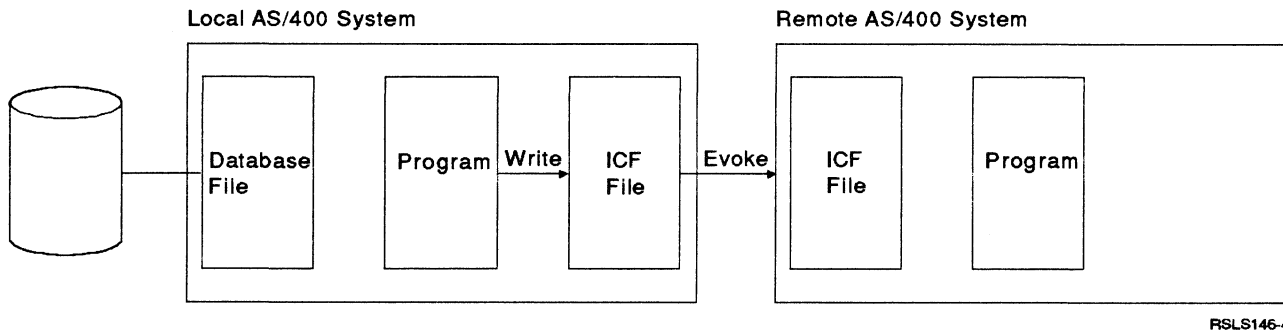 Local AS/400 System
Remote AS/400 System
Database
File
Program
Write
ICF
File
Evoke
ICF
File
Program